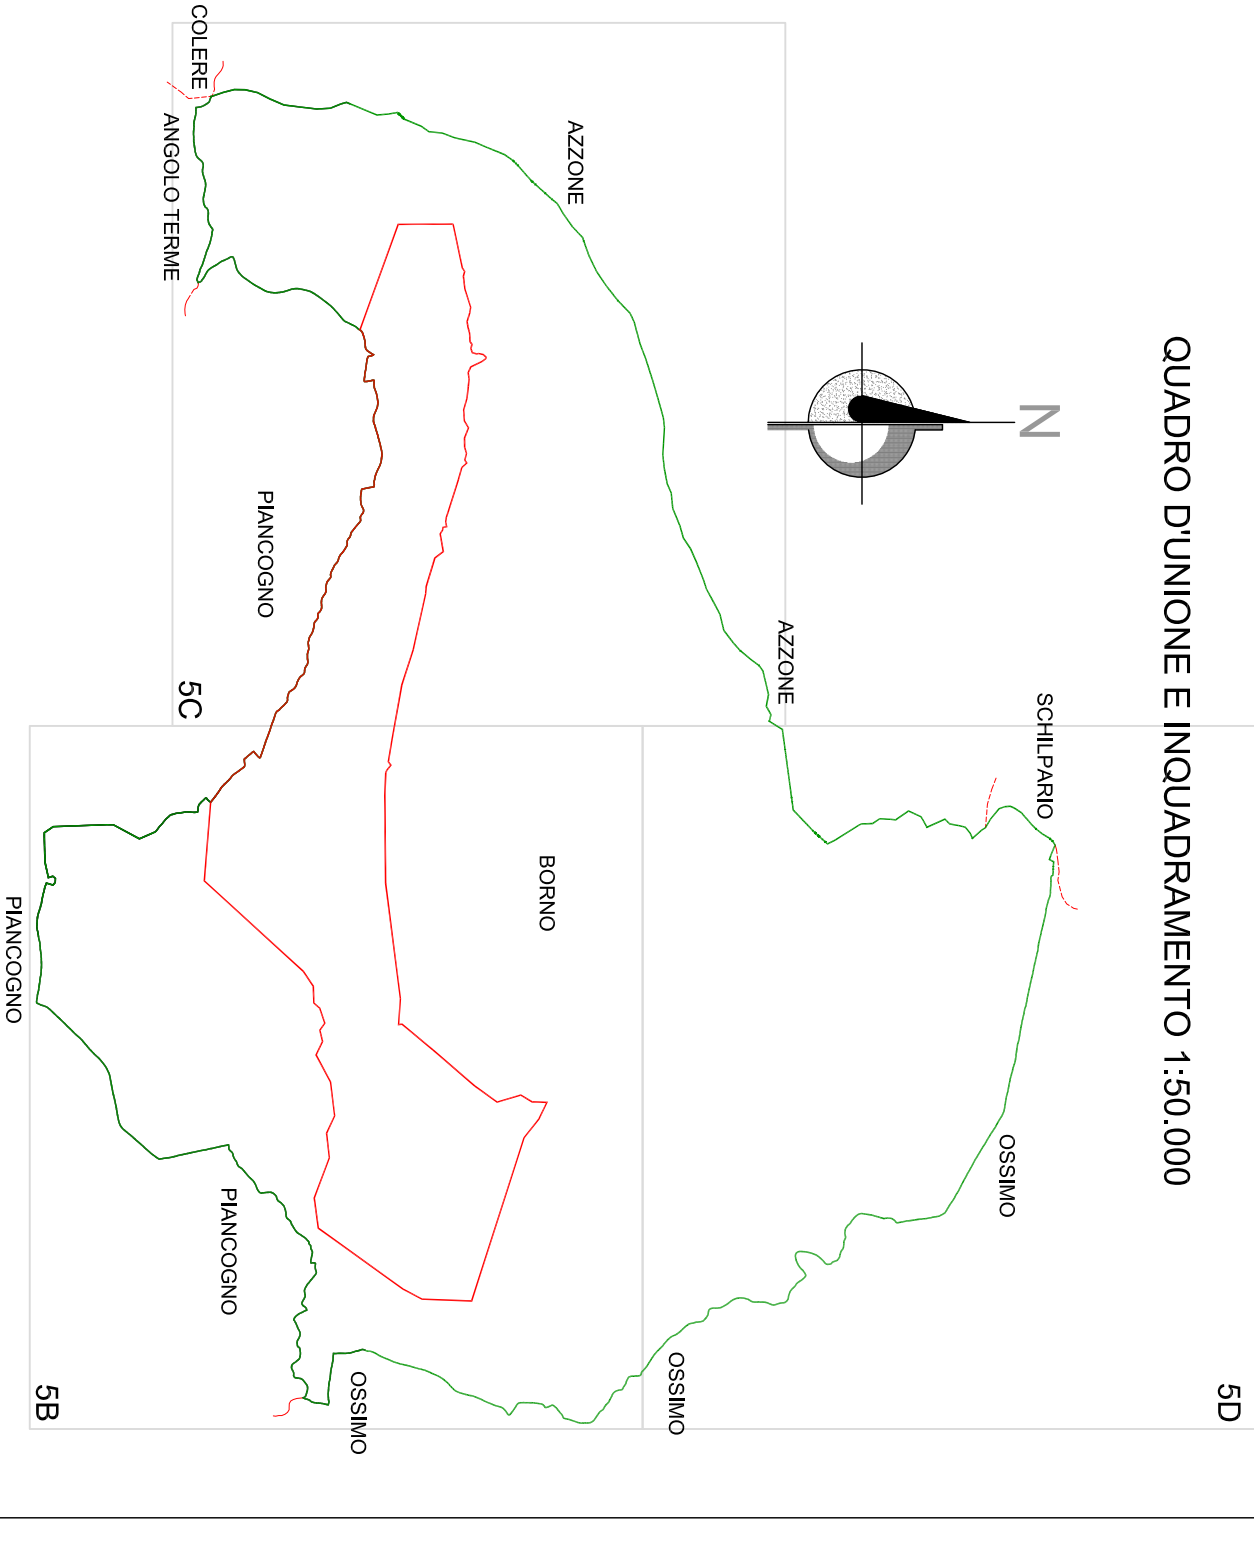 QUADRO D'UNIONE E INQUADRAMENTO 1:50.000
5D
N
SCHILPARIO
OSSIMO
AZZONE
AZZONE
OSSIMO
BORNO
OSSIMO
PIANCOGNO
PIANCOGNO
COLERE
5C
ANGOLO TERME
5B
PIANCOGNO